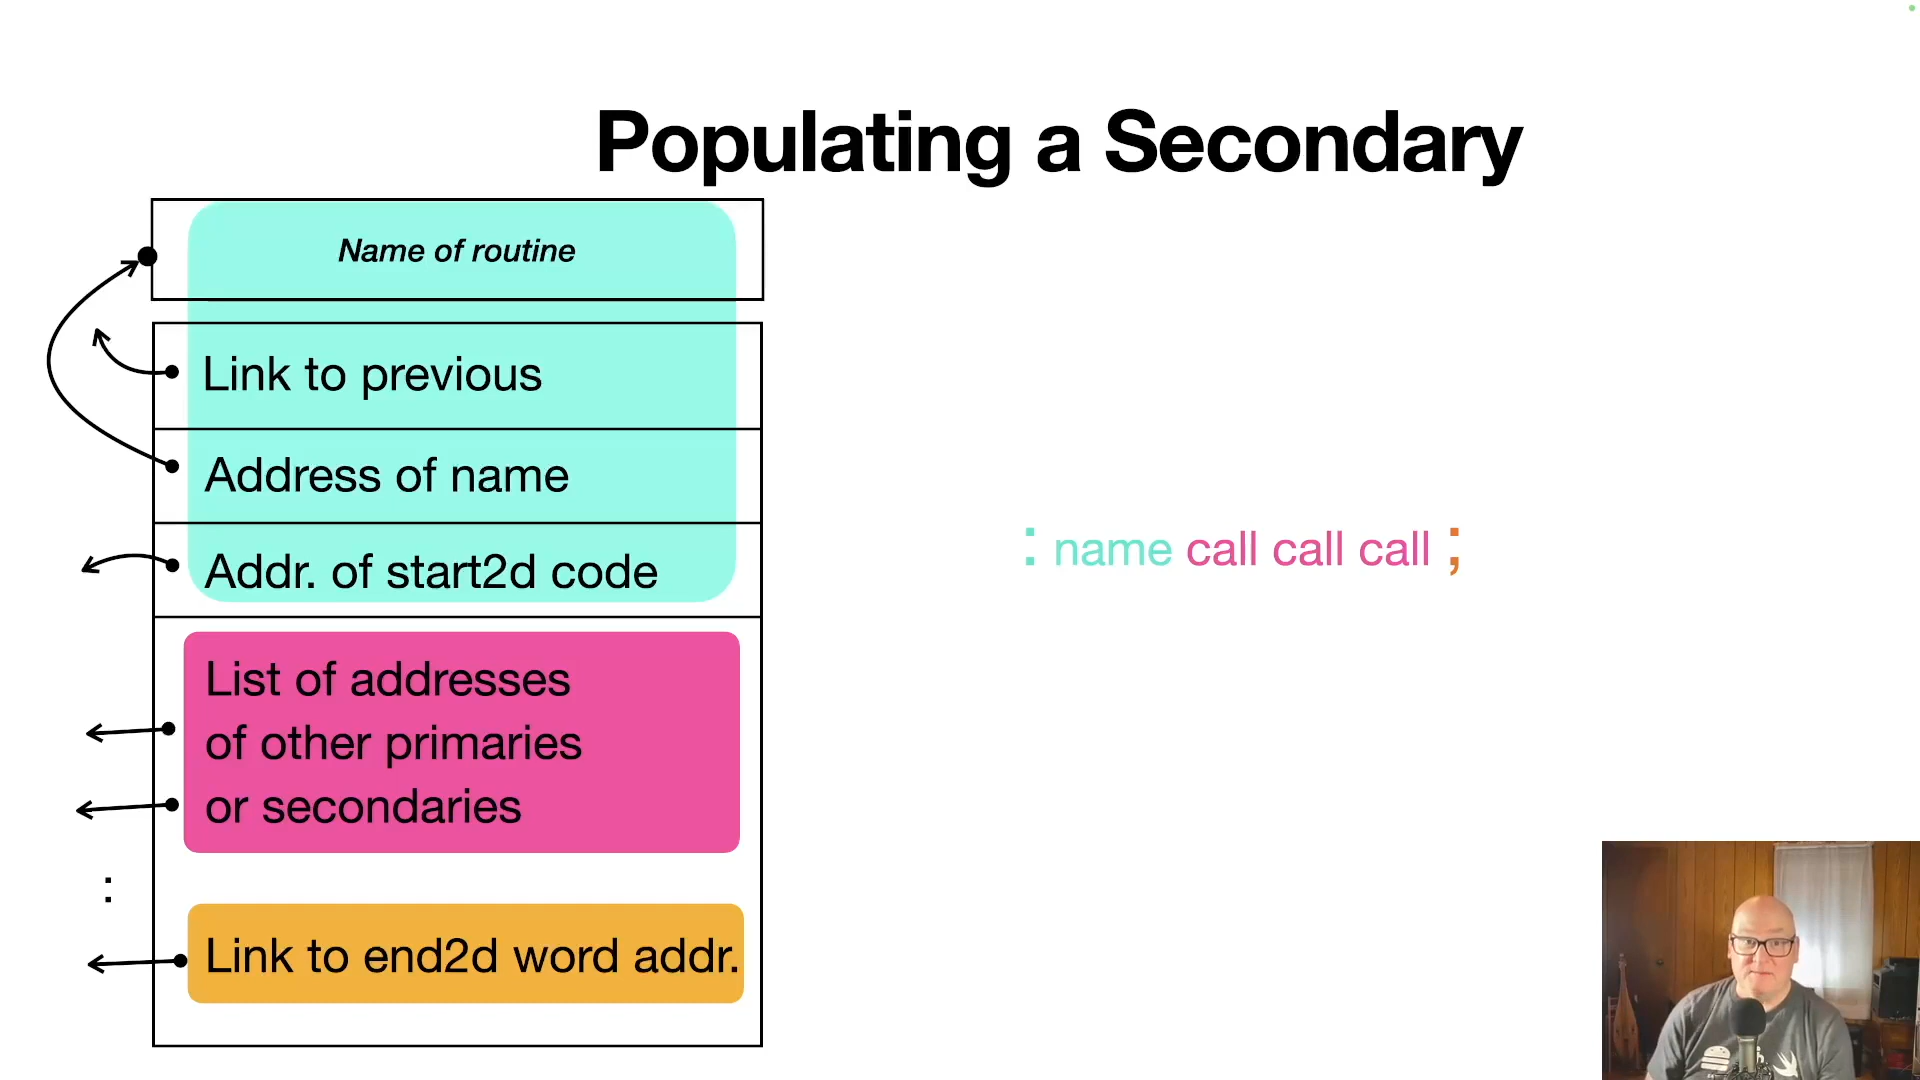 Populating a Secondary
Name of routine
Link to previous
Address of name
Addr. of start2d code
List of addresses
of other primaries
or secondaries
:
Link to end2d word addr.
: name call call call ;